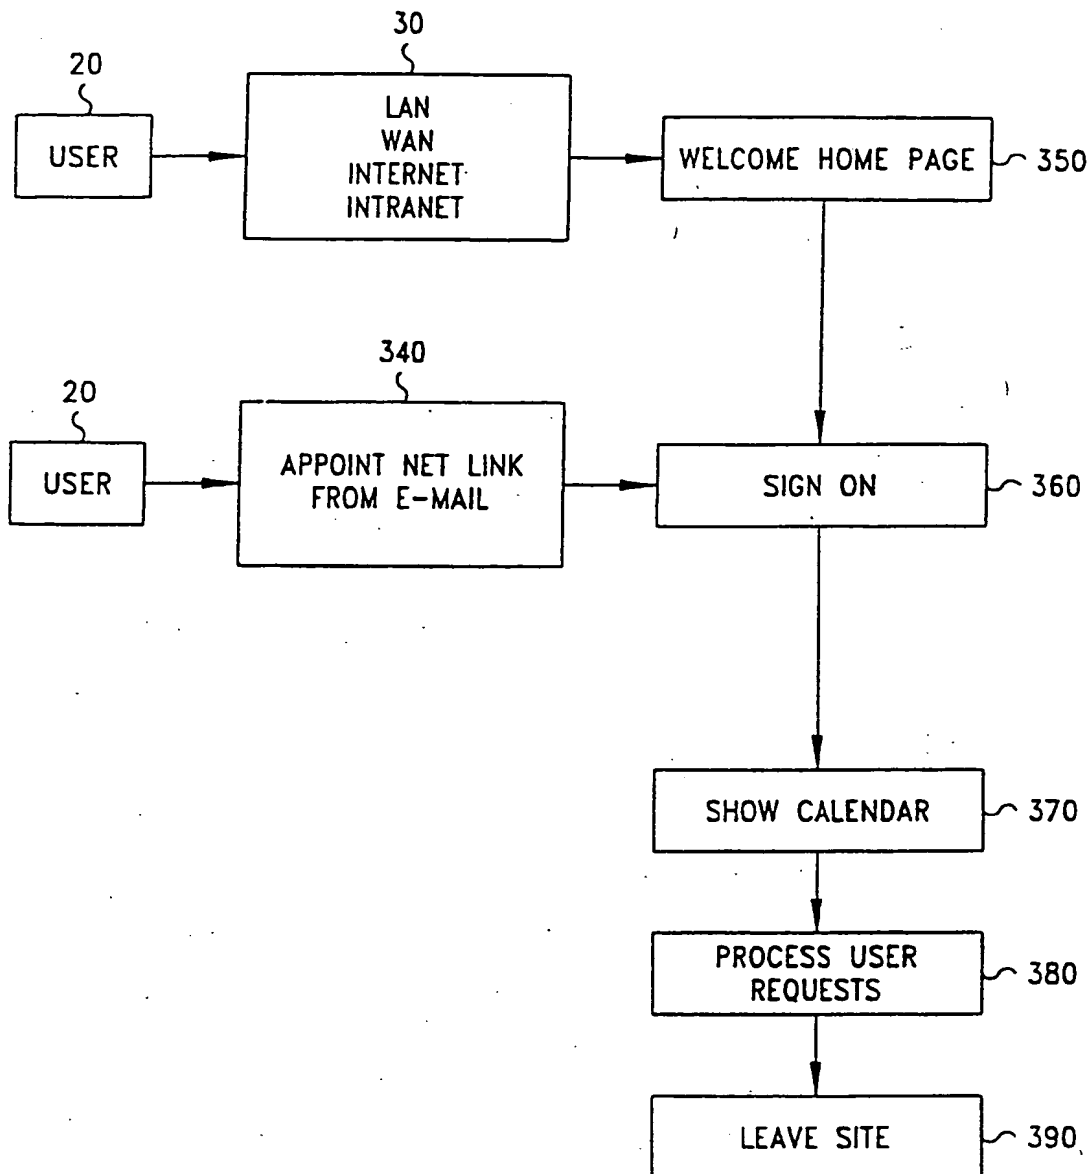 30
20
LAN
WAN
INTERNET
INTRANET
USER
WELCOME HOME PAGE
350
340
20
APPOINT NET LINK
FROM E-MAIL
USER
SIGN ON
360
SHOW CALENDAR
370
PROCESS USER
REQUESTS
380
LEAVE SITE
390